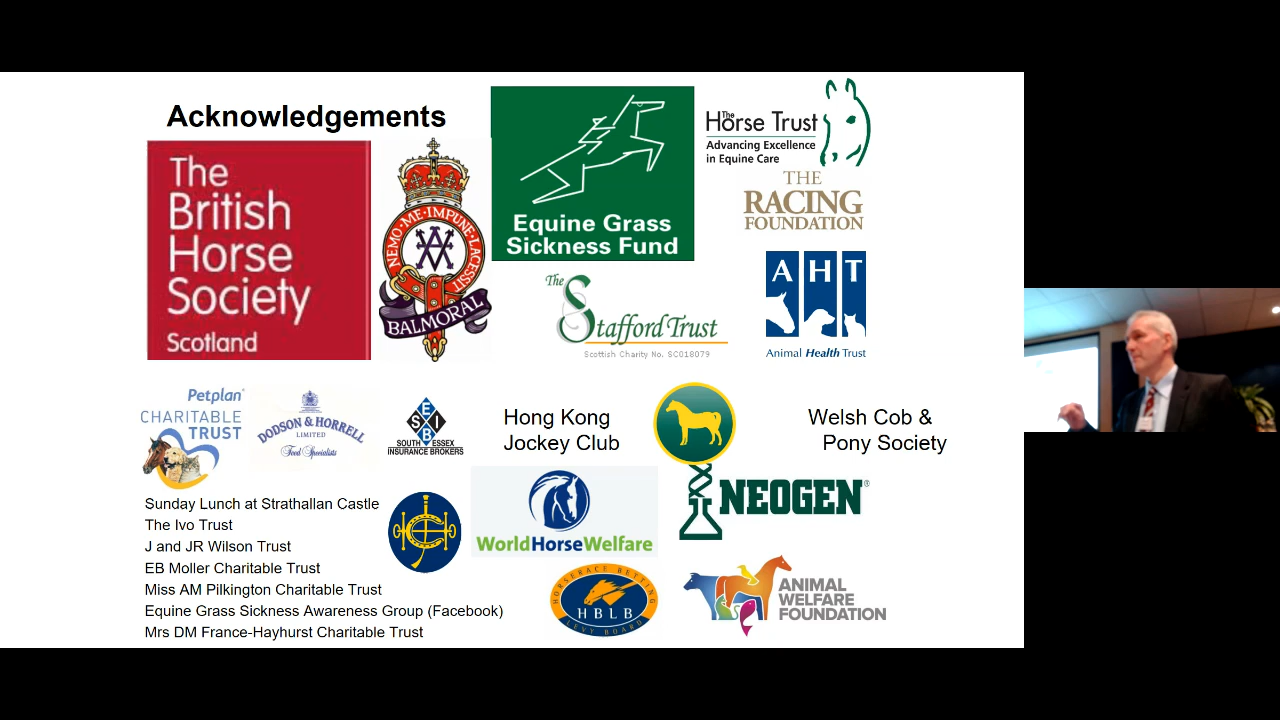 Acknowledgements
The
British
Horse
Society
Scotland
NEMO·ME·IMPUNE·LACESSIT
BALMORAL
Equine Grass
Sickness Fund
The
Horse Trust
Advancing Excellence
in Equine Care
THE
RACING
FOUNDATION
The
Stafford Trust
Scottish Charity No. SC018079
AHT
Animal Health Trust
Petplan®
CHARITABLE
TRUST
DODSON & HORRELL
LIMITED
Feed Specialists
SEIB
SOUTH ESSEX
INSURANCE BROKERS
Hong Kong
Jockey Club
Welsh Cob &
Pony Society
NEOGEN®
WorldHorseWelfare
Sunday Lunch at Strathallan Castle
The Ivo Trust
J and JR Wilson Trust
EB Moller Charitable Trust
Miss AM Pilkington Charitable Trust
Equine Grass Sickness Awareness Group (Facebook)
Mrs DM France-Hayhurst Charitable Trust
HORSERACE BETTING
HBLB
LEVY BOARD
ANIMAL
WELFARE
FOUNDATION